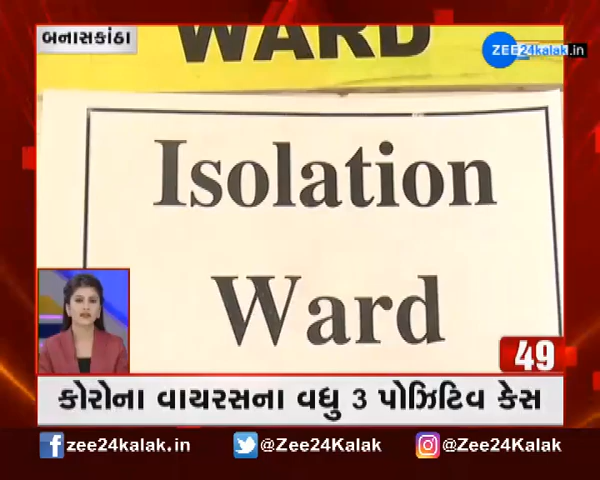 બનાસકાંઠા
WARD
ZEE24kalak.in
Isolation
Ward
49
કોરોના વાયરસના વધુ 3 પોઝિટિવ કેસ
zee24kalak.in
@Zee24Kalak
@Zee24Kalak